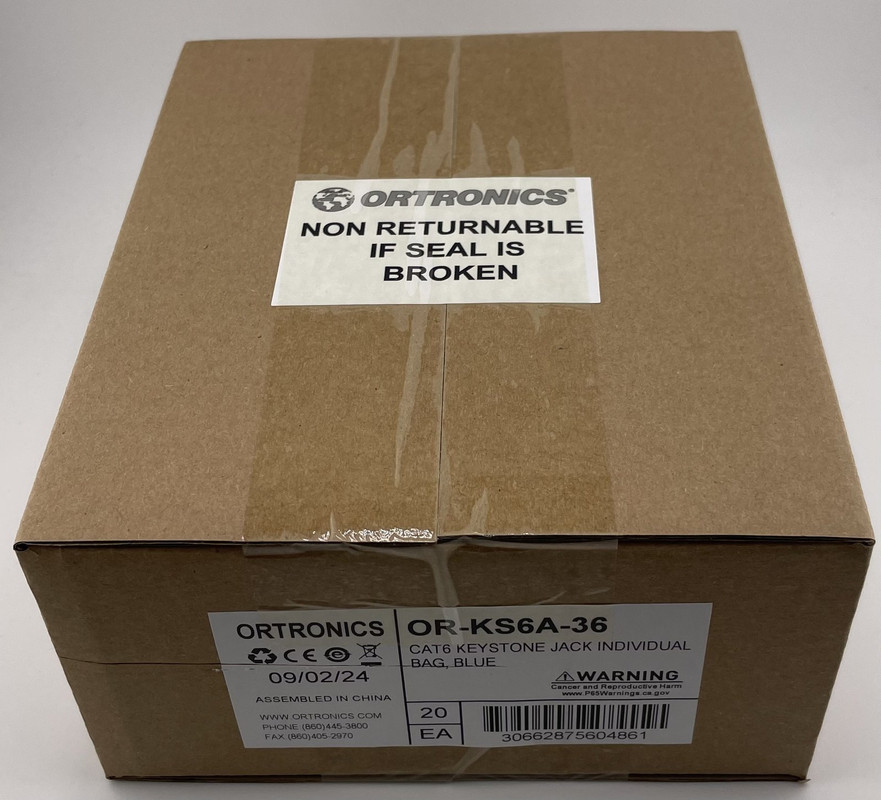 ORTRONICS®
NON RETURNABLE
IF SEAL IS
BROKEN
ORTRONICS
09/02/24
ASSEMBLED IN CHINA
WWW.ORTRONICS.COM
PHONE (860)445-3800
FAX (860)405-2970
OR-KS6A-36
CAT6 KEYSTONE JACK INDIVIDUAL
BAG, BLUE
WARNING
Cancer and Reproductive Harm
www.P65Warnings.ca.gov
20
EA
30662875604861